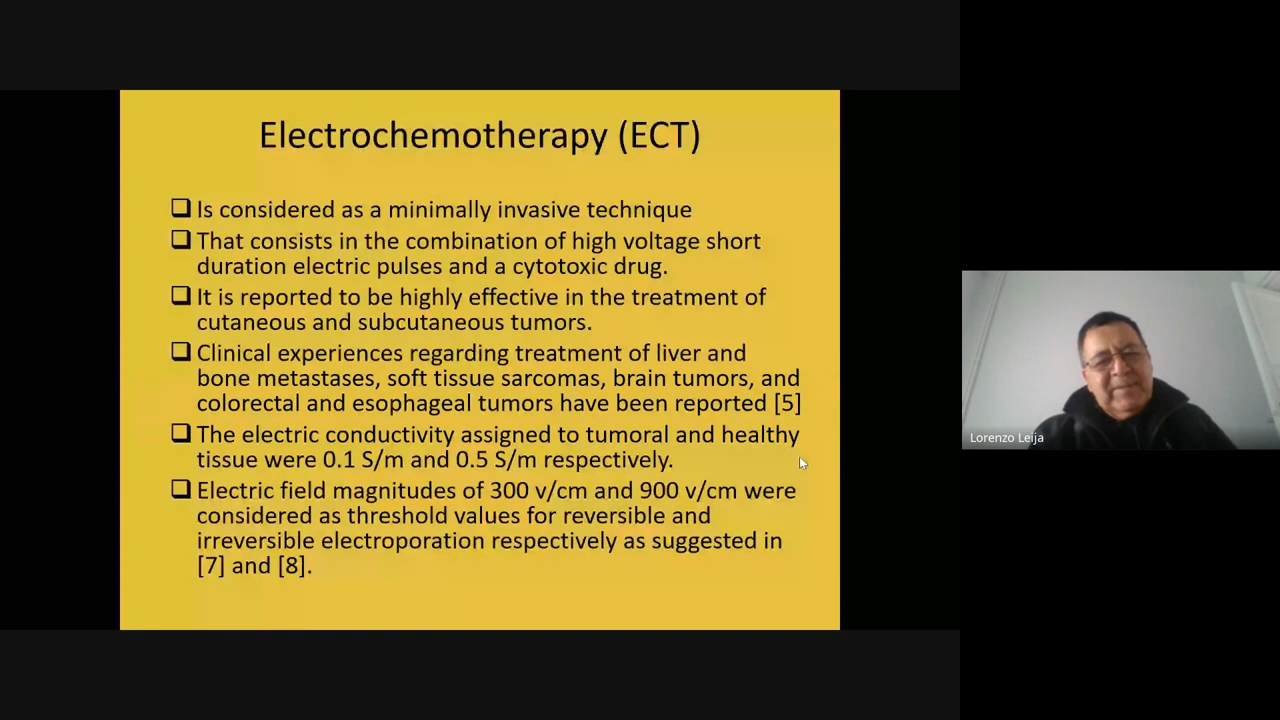 Electrochemotherapy (ECT)
Is considered as a minimally invasive technique
That consists in the combination of high voltage short
duration electric pulses and a cytotoxic drug.
It is reported to be highly effective in the treatment of
cutaneous and subcutaneous tumors.
Clinical experiences regarding treatment of liver and
bone metastases, soft tissue sarcomas, brain tumors, and
colorectal and esophageal tumors have been reported [5]
The electric conductivity assigned to tumoral and healthy
tissue were 0.1 S/m and 0.5 S/m respectively.
Electric field magnitudes of 300 v/cm and 900 v/cm were
considered as threshold values for reversible and
irreversible electroporation respectively as suggested in
[7] and [8].
Lorenzo Leija